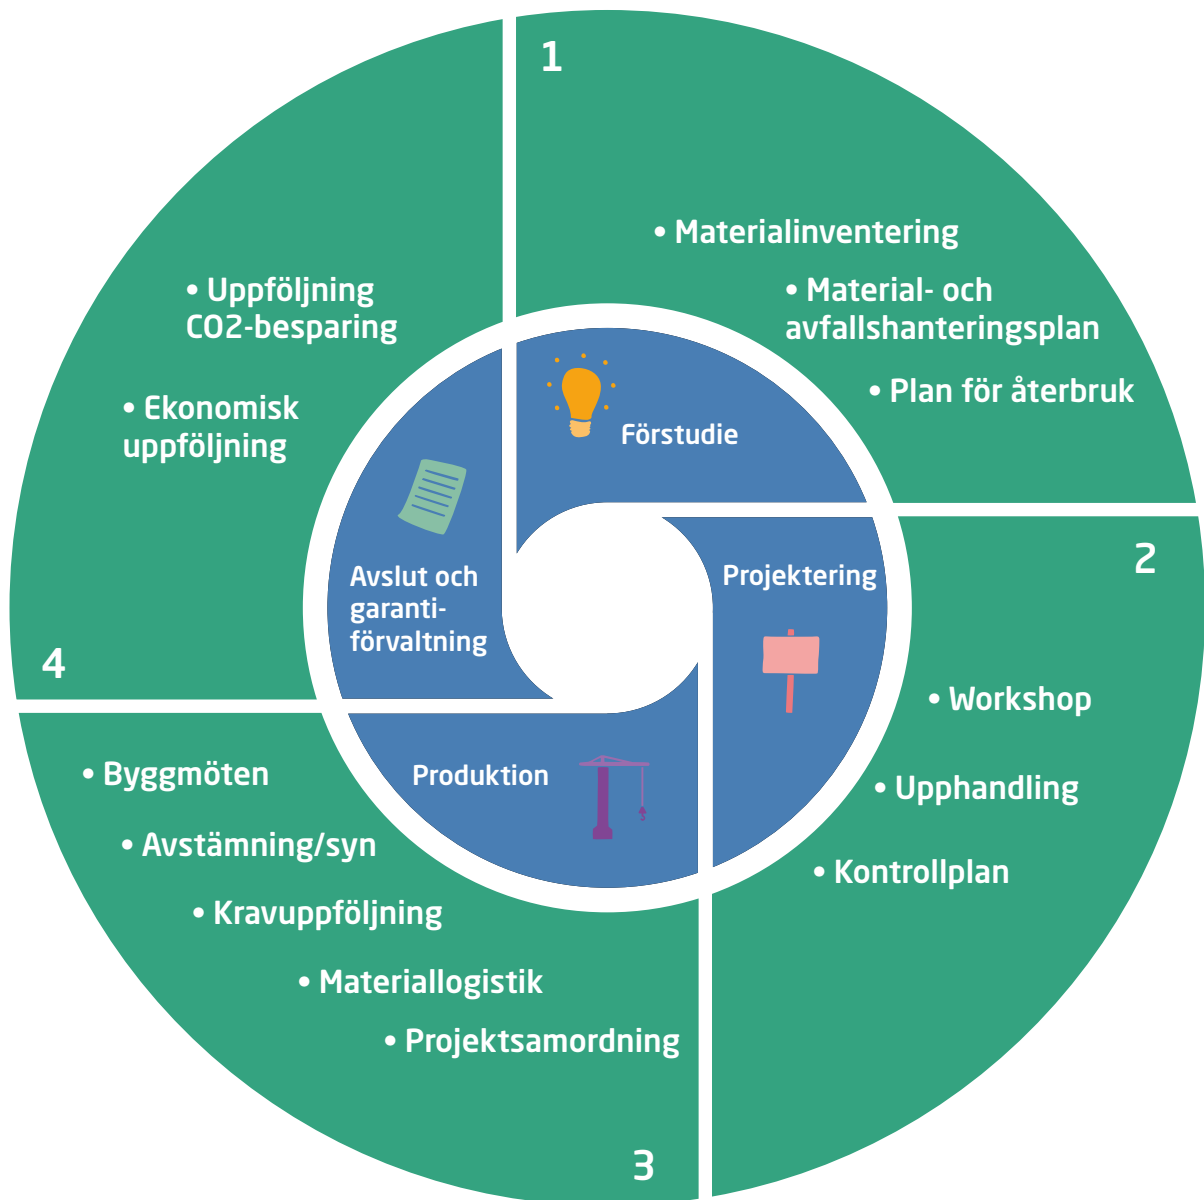 1
• Materialinventering
• Material- och
avfallshanteringsplan
• Plan för återbruk
Förstudie
2
Projektering
• Workshop
• Upphandling
• Kontrollplan
3
Produktion
• Byggmöten
• Avstämning/syn
• Kravuppföljning
• Materiallogistik
• Projektsamordning
4
• Uppföljning
CO2-besparing
• Ekonomisk
uppföljning
Avslut och
garanti-
förvaltning